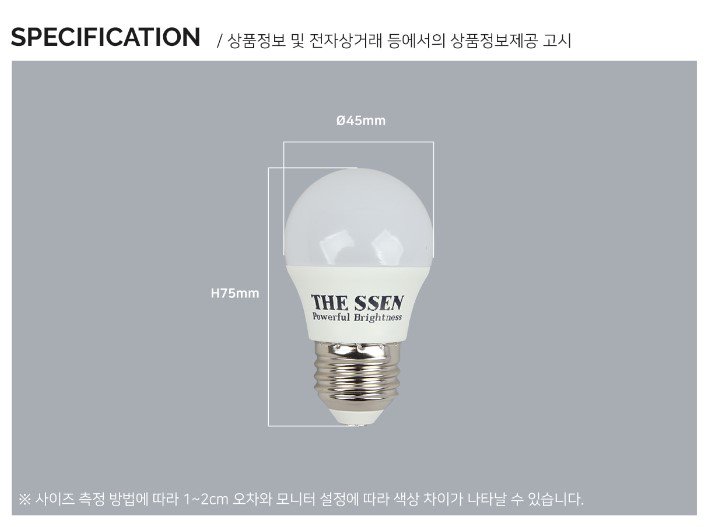 SPECIFICATION / 상품정보 및 전자상거래 등에서의 상품정보제공 고시
Ø45mm
H75mm
THE SSEN
Powerful Brightness
※ 사이즈 측정 방법에 따라 1~2cm 오차와 모니터 설정에 따라 색상 차이가 나타날 수 있습니다.